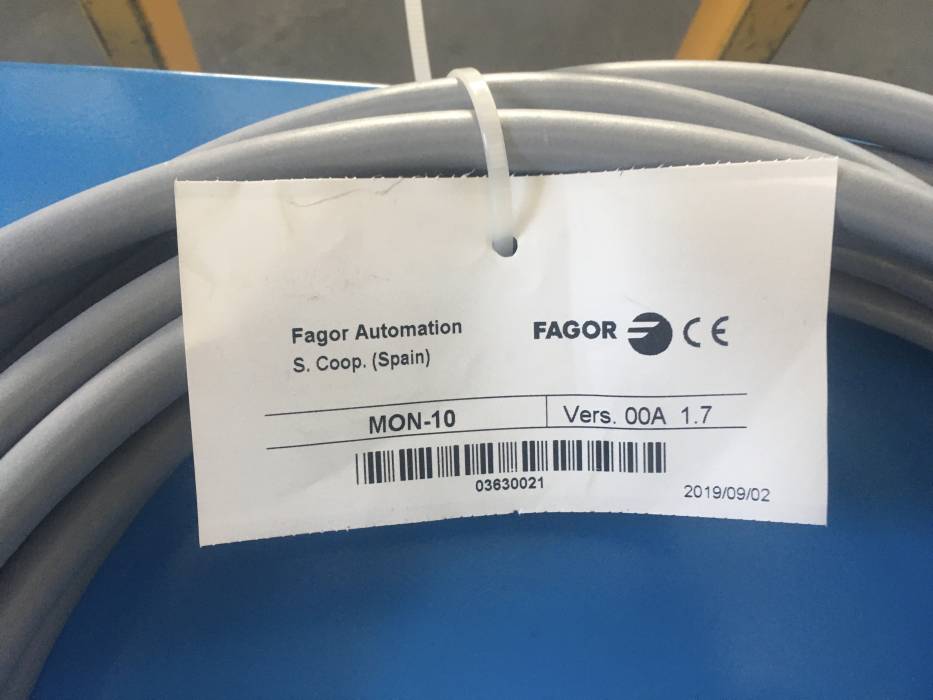 Fagor Automation
S. Coop. (Spain)
FAGOR CE
MON-10 Vers. 00A 1.7
03630021
2019/09/02